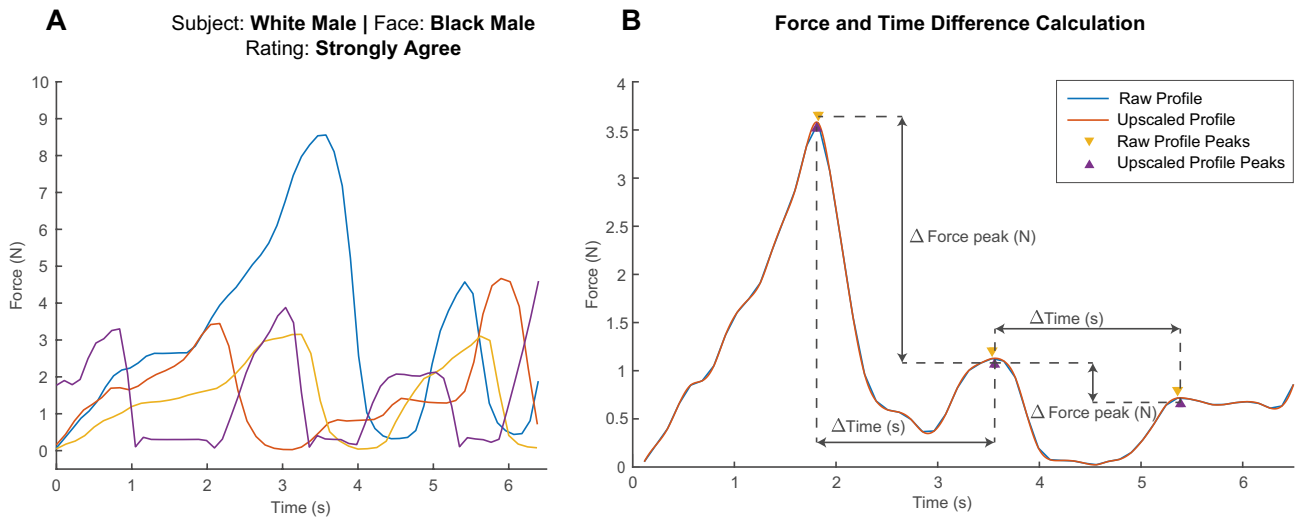 A
Subject: White Male | Face: Black Male
Rating: Strongly Agree
10
9
8
7
6
5
4
3
2
1
0
Force (N)
0 1 2 3 4 5 6
Time (s)
B
Force and Time Difference Calculation
4
3.5
3
2.5
2
1.5
1
0.5
0
Force (N)
Raw Profile
Upscaled Profile
Raw Profile Peaks
Upscaled Profile Peaks
Δ Force peak (N)
ΔTime (s)
Δ Force peak (N)
ΔTime (s)
1 2 3 4 5 6
Time (s)